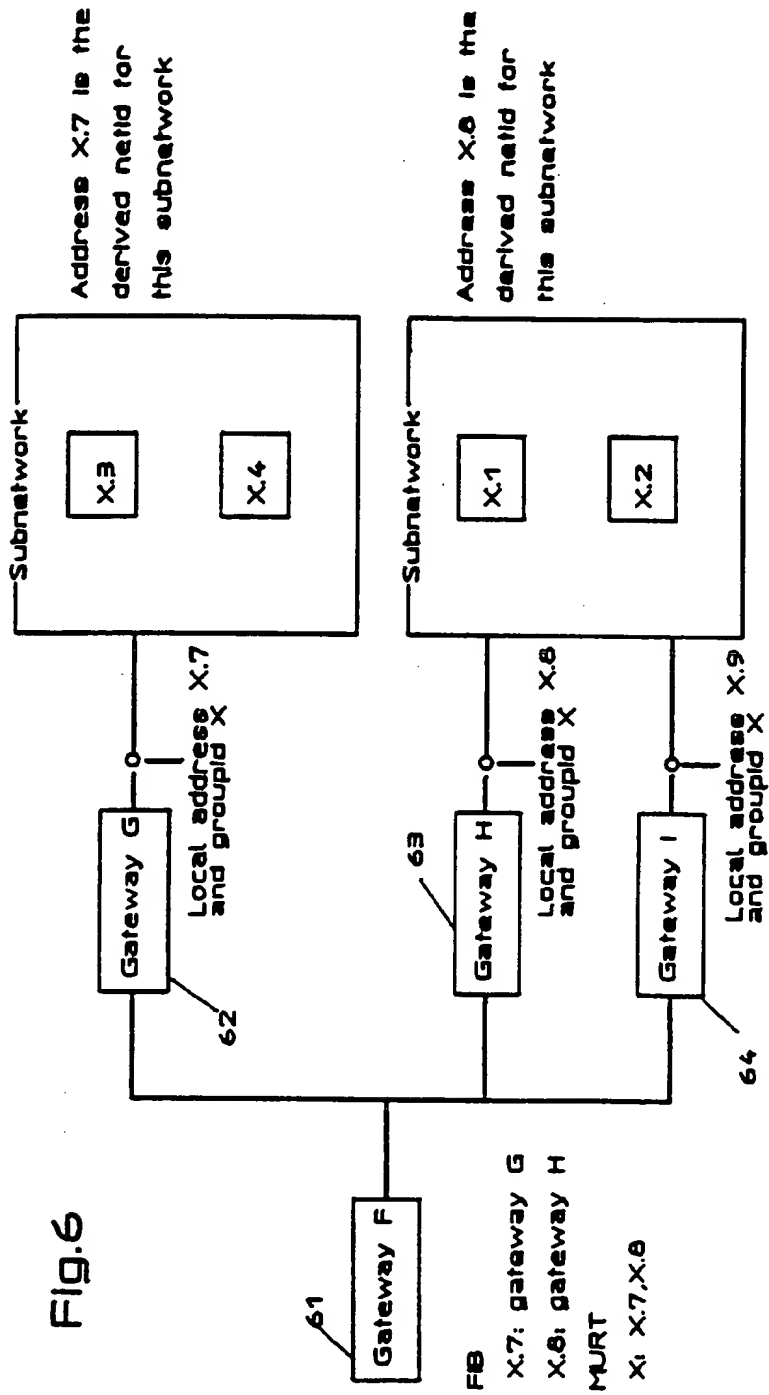 Fig.6
61
Gateway F
FIB
X.7: gateway G
X.8: gateway H
MURT
X: X.7,X.8
62
Gateway G
Local address X.7
and groupid X
63
Gateway H
Local address X.8
and groupid X
64
Gateway I
Local address X.9
and groupid X
Subnetwork
X.3
X.4
Address X.7 is the
derived netid for
this subnetwork
Subnetwork
X.1
X.2
Address X.8 is the
derived netid for
this subnetwork